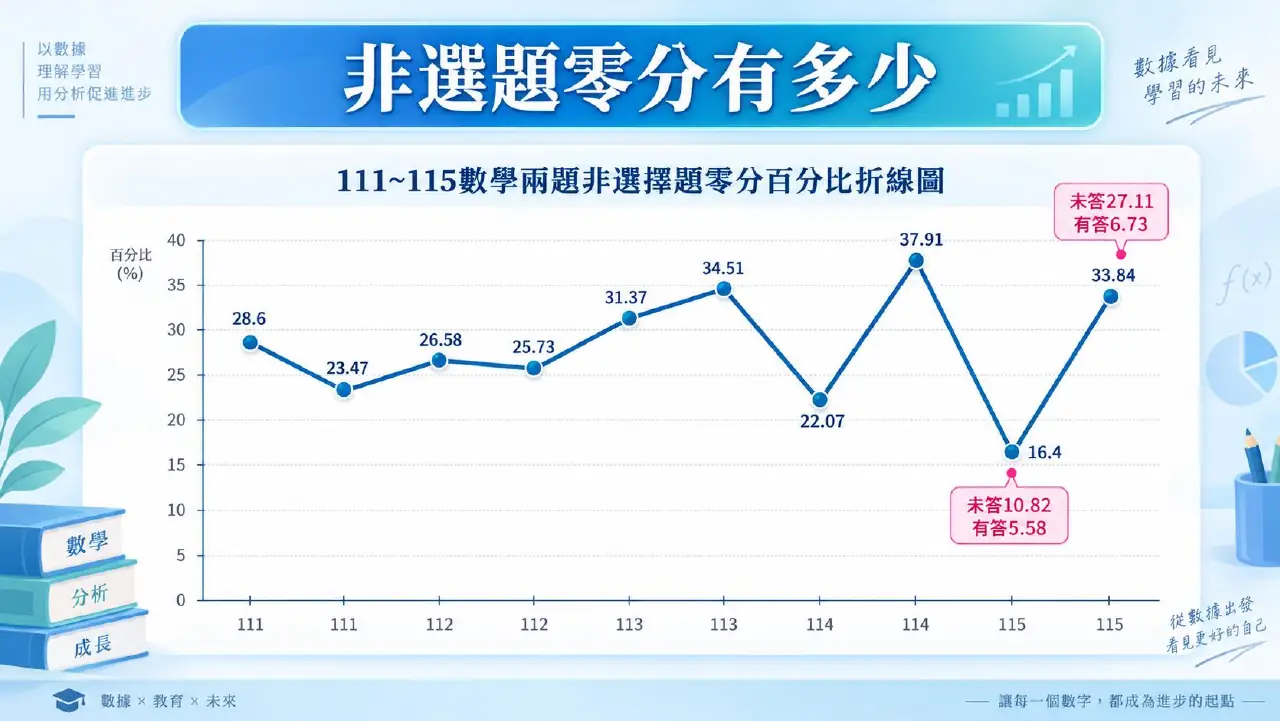 以數據
理解學習
用分析促進進步
非選題零分有多少
數據看見
學習的未來
111~115數學兩題非選擇題零分百分比折線圖
百分比
(%)
40
35
30
25
20
15
10
5
0
28.6
23.47
26.58
25.73
31.37
34.51
22.07
37.91
16.4
33.84
未答27.11
有答6.73
未答10.82
有答5.58
111
111
112
112
113
113
114
114
115
115
f(x)
數學
分析
成長
從數據出發
看見更好的自己
數據 × 教育 × 未來
讓每一個數字，都成為進步的起點